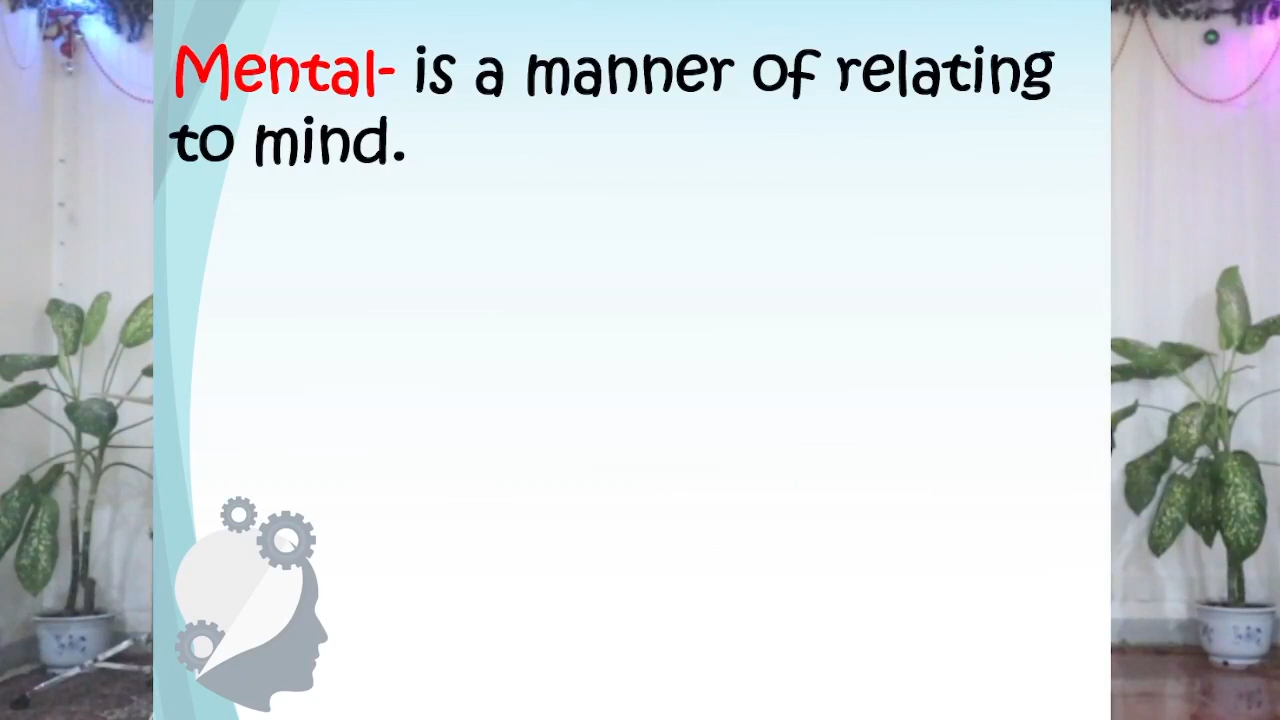 Mental- is a manner of relating
to mind.